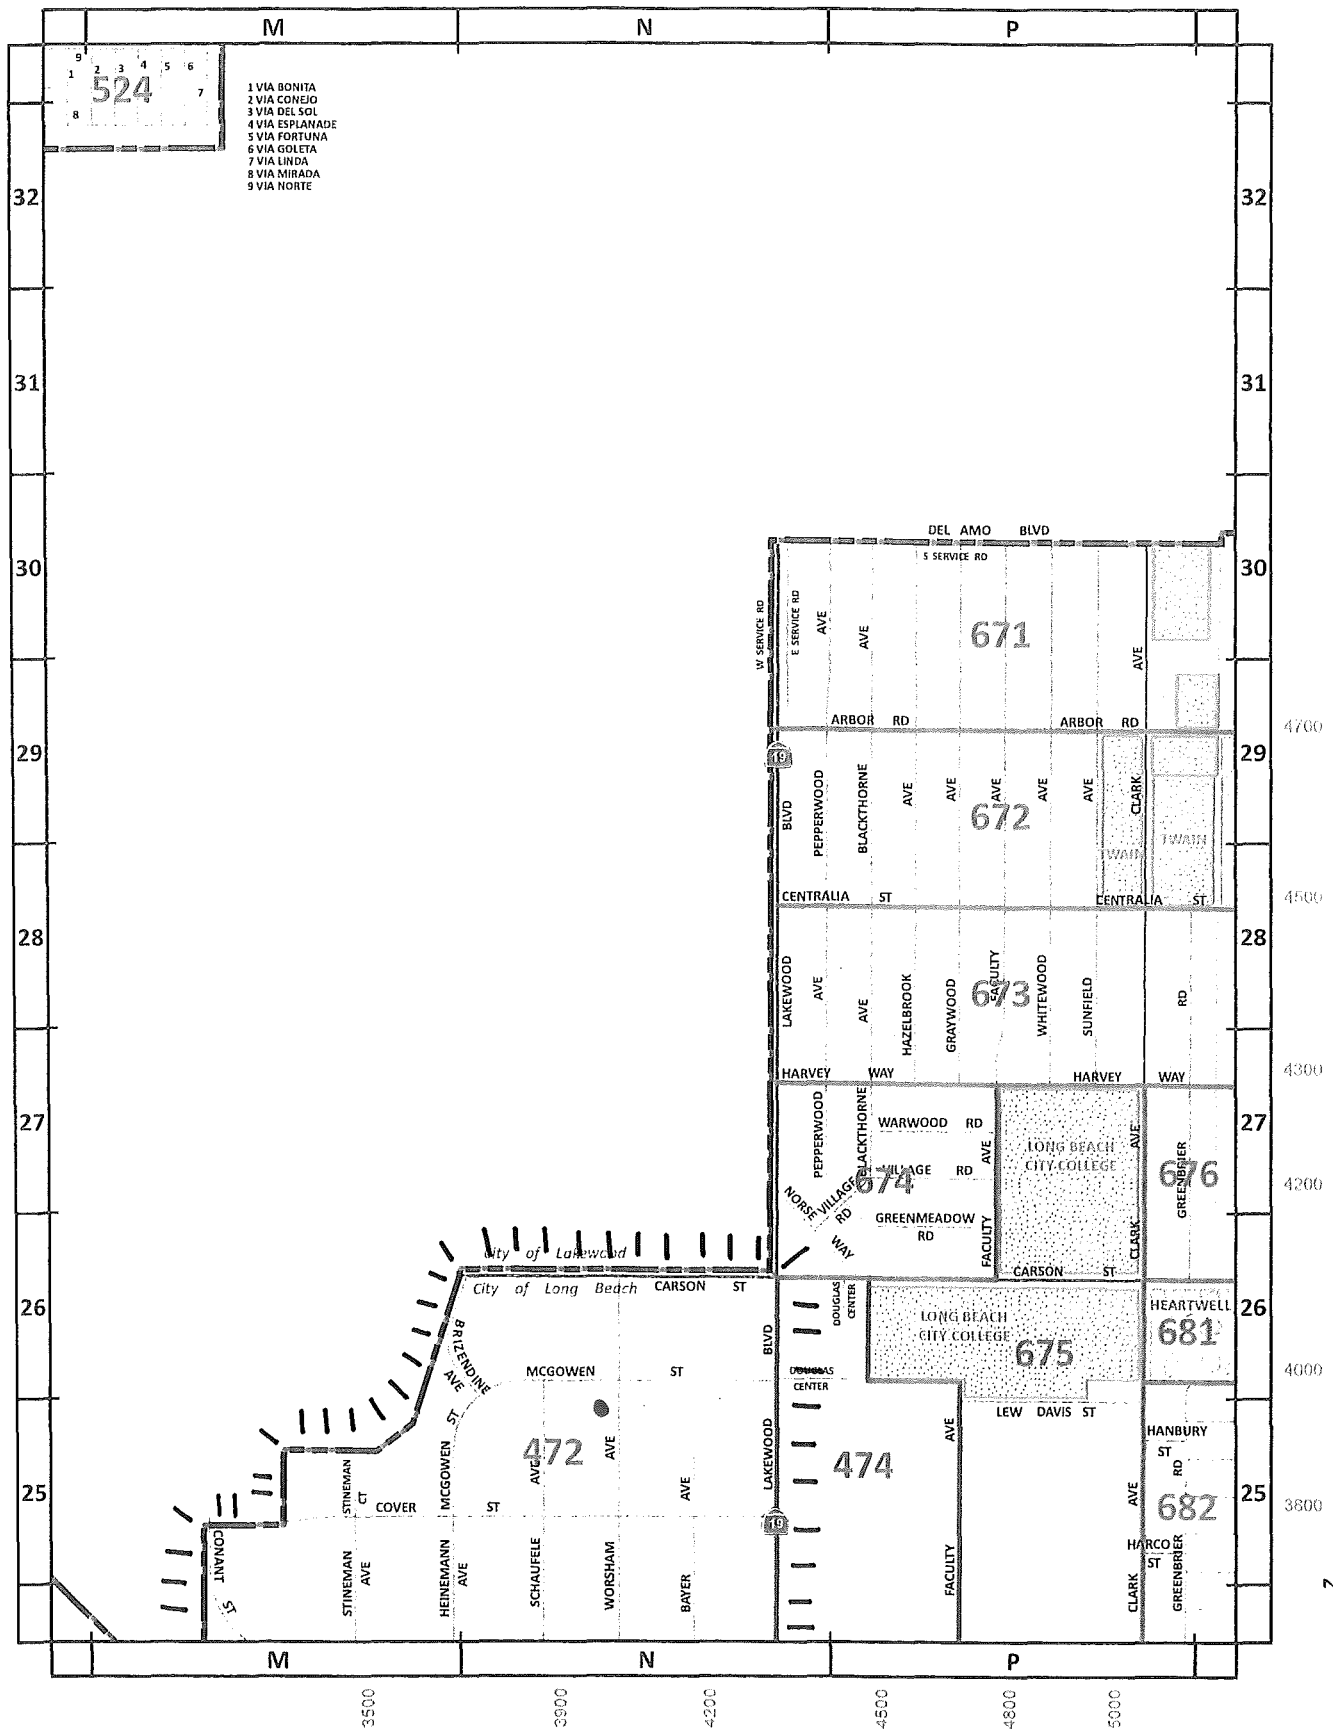 M N P
9
1 2 3 4 5 6
524
7
8
1 VIA BONITA
2 VIA CONEJO
3 VIA DEL SOL
4 VIA ESPLANADE
5 VIA FORTUNA
6 VIA GOLETA
7 VIA LINDA
8 VIA MIRADA
9 VIA NORTE
32 32
31 31
DEL AMO BLVD
S SERVICE RD
30 30
W SERVICE RD
E SERVICE RD
AVE
AVE
671
AVE
ARBOR RD ARBOR RD
4700
29 29
19
BLVD
PEPPERWOOD
BLACKTHORNE
AVE
AVE
AVE
AVE
AVE
CLARK
672
TWAIN
TWAIN
CENTRALIA ST CENTRALIA ST
4500
28 28
LAKEWOOD
AVE
AVE
HAZELBROOK
GRAYWOOD
FACULTY
673
WHITEWOOD
SUNFIELD
RD
HARVEY WAY HARVEY WAY
4300
27 27
PEPPERWOOD
BLACKTHORNE
WARWOOD RD
AVE
LONG BEACH
CITY COLLEGE
AVE
GREENBRIER
676
VILLAGE RD
674
4200
NORSE
WAY
VILLAGE
RD
GREENMEADOW
RD
FACULTY
CLARK
City of Lakewood
City of Long Beach
CARSON ST
CARSON ST
26 26
DOUGLAS
CENTER
LONG BEACH
CITY COLLEGE
675
HEARTWELL
681
BLVD
BRIZENDINE
AVE
MCGOWEN ST
DOUGLAS
CENTER
4000
LEW DAVIS ST
HANBURY
ST
ST
MCGOWEN
472
AVE
AVE
AVE
LAKEWOOD
474
AVE
25 25
STINEMAN
CT
COVER ST
19
AVE
RD
682
3800
CONANT
ST
STINEMAN
AVE
HEINEMANN
AVE
SCHAUFELE
WORSHAM
BAYER
FACULTY
CLARK
HARCO
ST
GREENBRIER
7
M N P
3500
3900
4200
4500
4800
5000